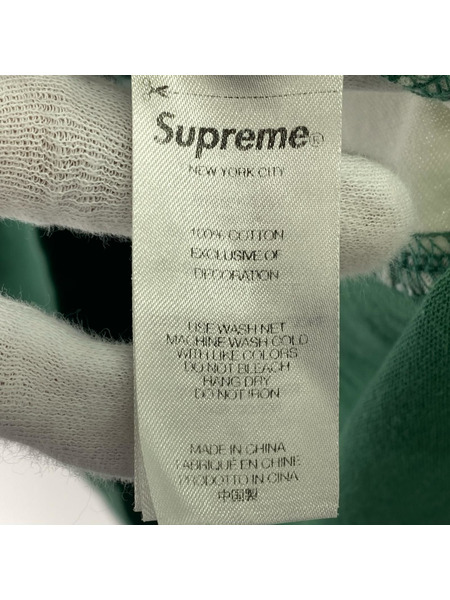 Supreme®
NEW YORK CITY
100% COTTON
EXCLUSIVE OF
DECORATION
USE WASH NET
MACHINE WASH COLD
WITH LIKE COLORS
DO NOT BLEACH
HANG DRY
DO NOT IRON
MADE IN CHINA
FABRIQUÉ EN CHINE
PRODOTTO IN CINA
中国製